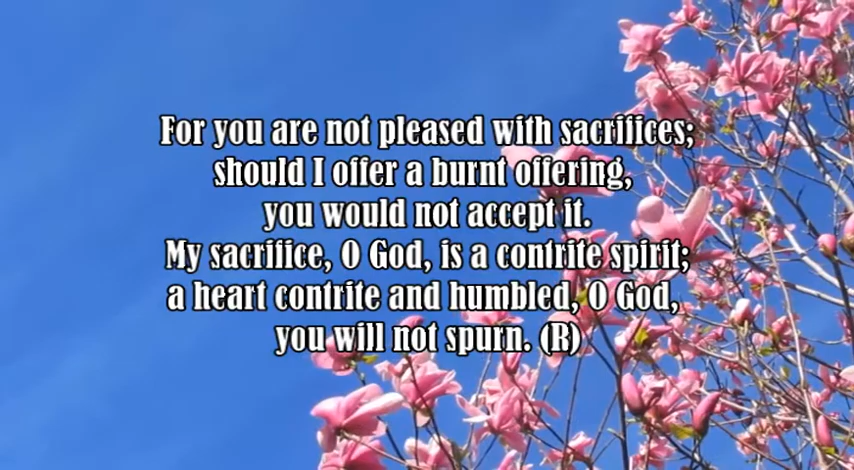 For you are not pleased with sacrifices;
should I offer a burnt offering,
you would not accept it.
My sacrifice, O God, is a contrite spirit;
a heart contrite and humbled, O God,
you will not spurn. (R)